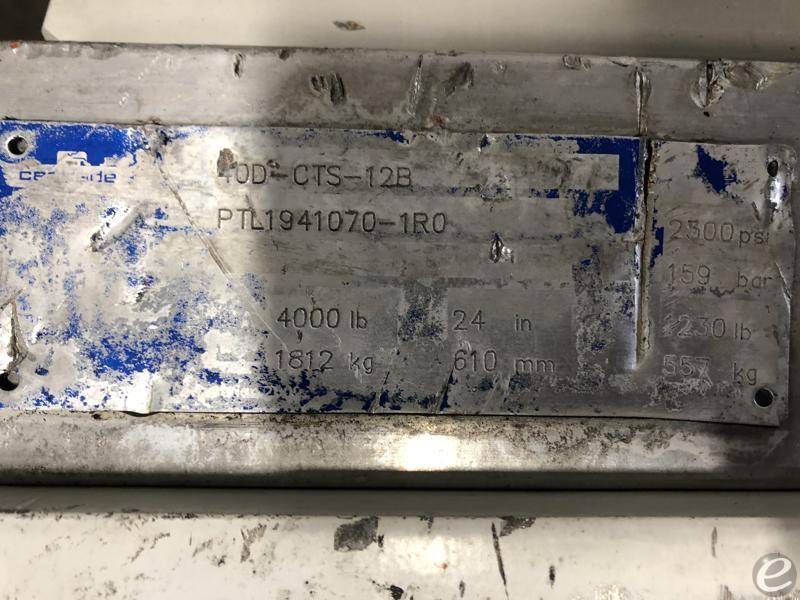 40D-CTS-12B
PTL1941070-1R0
4000 lb
1812 kg
24 in
610 mm
2300 psi
159 bar
230 lb
557 kg
e